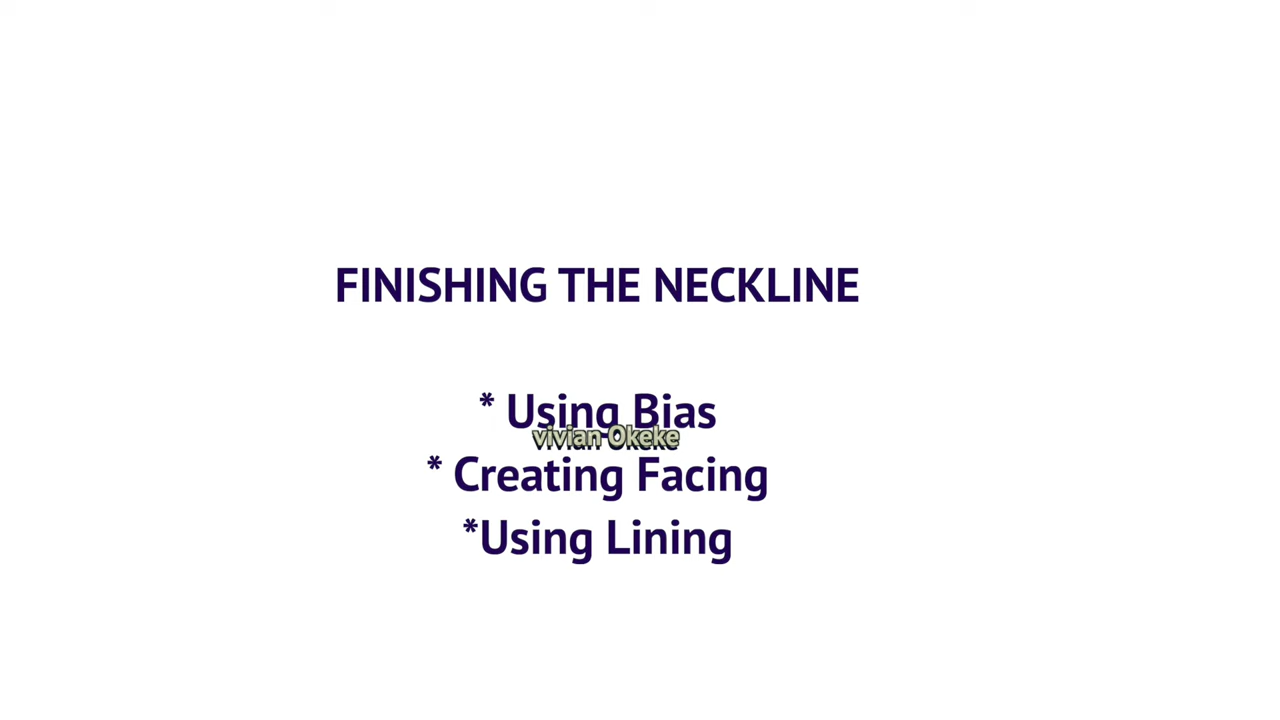 FINISHING THE NECKLINE
* Using Bias
vivian Okeke
* Creating Facing
*Using Lining